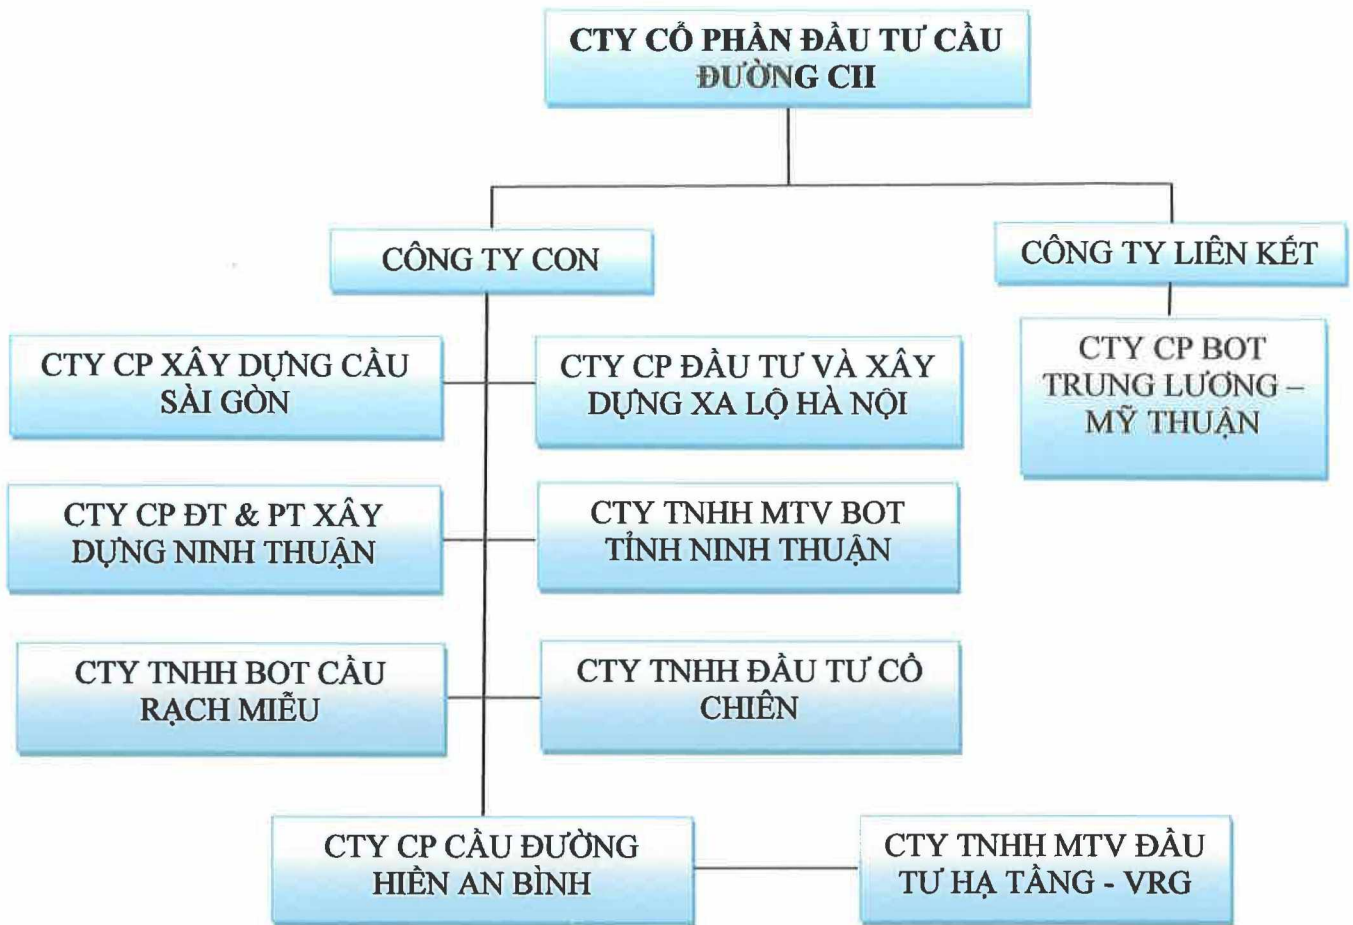 CTY CỔ PHẦN ĐẦU TƯ CẦU
ĐƯỜNG CII
CÔNG TY CON
CÔNG TY LIÊN KẾT
CTY CP XÂY DỰNG CẦU
SÀI GÒN
CTY CP ĐẦU TƯ VÀ XÂY
DỰNG XA LỘ HÀ NỘI
CTY CP BOT
TRUNG LƯƠNG –
MỸ THUẬN
CTY CP ĐT & PT XÂY
DỰNG NINH THUẬN
CTY TNHH MTV BOT
TỈNH NINH THUẬN
CTY TNHH BOT CẦU
RẠCH MIỄU
CTY TNHH ĐẦU TƯ CỔ
CHIÊN
CTY CP CẦU ĐƯỜNG
HIỀN AN BÌNH
CTY TNHH MTV ĐẦU
TƯ HẠ TẦNG - VRG